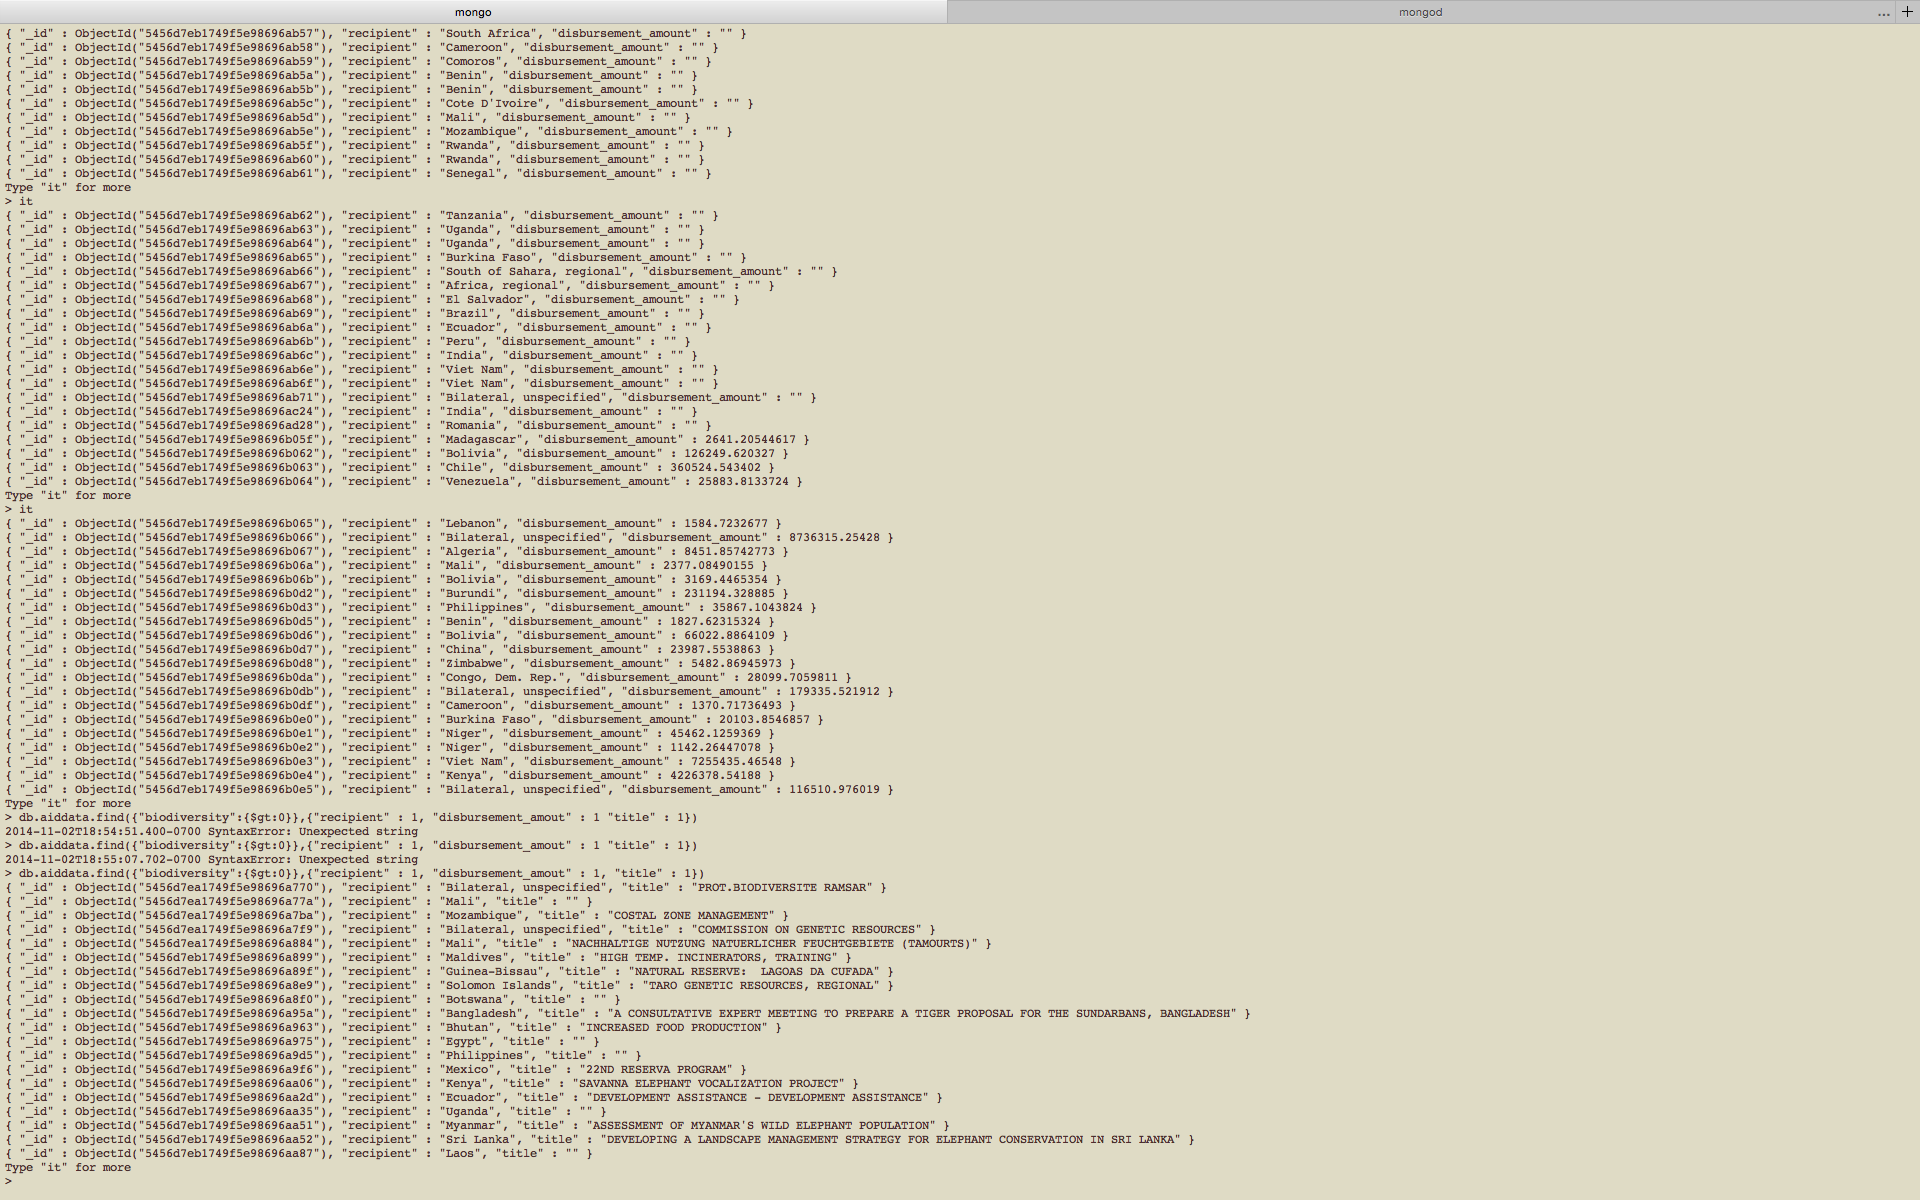 mongo
mongod
... +
{ "_id" : ObjectId("5456d7eb1749f5e98696ab57"), "recipient" : "South Africa", "disbursement_amount" : "" }
{ "_id" : ObjectId("5456d7eb1749f5e98696ab58"), "recipient" : "Cameroon", "disbursement_amount" : "" }
{ "_id" : ObjectId("5456d7eb1749f5e98696ab59"), "recipient" : "Comoros", "disbursement_amount" : "" }
{ "_id" : ObjectId("5456d7eb1749f5e98696ab5a"), "recipient" : "Benin", "disbursement_amount" : "" }
{ "_id" : ObjectId("5456d7eb1749f5e98696ab5b"), "recipient" : "Benin", "disbursement_amount" : "" }
{ "_id" : ObjectId("5456d7eb1749f5e98696ab5c"), "recipient" : "Cote D'Ivoire", "disbursement_amount" : "" }
{ "_id" : ObjectId("5456d7eb1749f5e98696ab5d"), "recipient" : "Mali", "disbursement_amount" : "" }
{ "_id" : ObjectId("5456d7eb1749f5e98696ab5e"), "recipient" : "Mozambique", "disbursement_amount" : "" }
{ "_id" : ObjectId("5456d7eb1749f5e98696ab5f"), "recipient" : "Rwanda", "disbursement_amount" : "" }
{ "_id" : ObjectId("5456d7eb1749f5e98696ab60"), "recipient" : "Rwanda", "disbursement_amount" : "" }
{ "_id" : ObjectId("5456d7eb1749f5e98696ab61"), "recipient" : "Senegal", "disbursement_amount" : "" }
Type "it" for more
> it
{ "_id" : ObjectId("5456d7eb1749f5e98696ab62"), "recipient" : "Tanzania", "disbursement_amount" : "" }
{ "_id" : ObjectId("5456d7eb1749f5e98696ab63"), "recipient" : "Uganda", "disbursement_amount" : "" }
{ "_id" : ObjectId("5456d7eb1749f5e98696ab64"), "recipient" : "Uganda", "disbursement_amount" : "" }
{ "_id" : ObjectId("5456d7eb1749f5e98696ab65"), "recipient" : "Burkina Faso", "disbursement_amount" : "" }
{ "_id" : ObjectId("5456d7eb1749f5e98696ab66"), "recipient" : "South of Sahara, regional", "disbursement_amount" : "" }
{ "_id" : ObjectId("5456d7eb1749f5e98696ab67"), "recipient" : "Africa, regional", "disbursement_amount" : "" }
{ "_id" : ObjectId("5456d7eb1749f5e98696ab68"), "recipient" : "El Salvador", "disbursement_amount" : "" }
{ "_id" : ObjectId("5456d7eb1749f5e98696ab69"), "recipient" : "Brazil", "disbursement_amount" : "" }
{ "_id" : ObjectId("5456d7eb1749f5e98696ab6a"), "recipient" : "Ecuador", "disbursement_amount" : "" }
{ "_id" : ObjectId("5456d7eb1749f5e98696ab6b"), "recipient" : "Peru", "disbursement_amount" : "" }
{ "_id" : ObjectId("5456d7eb1749f5e98696ab6c"), "recipient" : "India", "disbursement_amount" : "" }
{ "_id" : ObjectId("5456d7eb1749f5e98696ab6e"), "recipient" : "Viet Nam", "disbursement_amount" : "" }
{ "_id" : ObjectId("5456d7eb1749f5e98696ab6f"), "recipient" : "Viet Nam", "disbursement_amount" : "" }
{ "_id" : ObjectId("5456d7eb1749f5e98696ab71"), "recipient" : "Bilateral, unspecified", "disbursement_amount" : "" }
{ "_id" : ObjectId("5456d7eb1749f5e98696ac24"), "recipient" : "India", "disbursement_amount" : "" }
{ "_id" : ObjectId("5456d7eb1749f5e98696ad28"), "recipient" : "Romania", "disbursement_amount" : "" }
{ "_id" : ObjectId("5456d7eb1749f5e98696b05f"), "recipient" : "Madagascar", "disbursement_amount" : 2641.20544617 }
{ "_id" : ObjectId("5456d7eb1749f5e98696b062"), "recipient" : "Bolivia", "disbursement_amount" : 126249.620327 }
{ "_id" : ObjectId("5456d7eb1749f5e98696b063"), "recipient" : "Chile", "disbursement_amount" : 360524.543402 }
{ "_id" : ObjectId("5456d7eb1749f5e98696b064"), "recipient" : "Venezuela", "disbursement_amount" : 25883.8133724 }
Type "it" for more
> it
{ "_id" : ObjectId("5456d7eb1749f5e98696b065"), "recipient" : "Lebanon", "disbursement_amount" : 1584.7232677 }
{ "_id" : ObjectId("5456d7eb1749f5e98696b066"), "recipient" : "Bilateral, unspecified", "disbursement_amount" : 8736315.25428 }
{ "_id" : ObjectId("5456d7eb1749f5e98696b067"), "recipient" : "Algeria", "disbursement_amount" : 8451.85742773 }
{ "_id" : ObjectId("5456d7eb1749f5e98696b06a"), "recipient" : "Mali", "disbursement_amount" : 2377.08490155 }
{ "_id" : ObjectId("5456d7eb1749f5e98696b06b"), "recipient" : "Bolivia", "disbursement_amount" : 3169.4465354 }
{ "_id" : ObjectId("5456d7eb1749f5e98696b0d2"), "recipient" : "Burundi", "disbursement_amount" : 231194.328885 }
{ "_id" : ObjectId("5456d7eb1749f5e98696b0d3"), "recipient" : "Philippines", "disbursement_amount" : 35867.1043824 }
{ "_id" : ObjectId("5456d7eb1749f5e98696b0d5"), "recipient" : "Benin", "disbursement_amount" : 1827.62315324 }
{ "_id" : ObjectId("5456d7eb1749f5e98696b0d6"), "recipient" : "Bolivia", "disbursement_amount" : 66022.8864109 }
{ "_id" : ObjectId("5456d7eb1749f5e98696b0d7"), "recipient" : "China", "disbursement_amount" : 23987.5538863 }
{ "_id" : ObjectId("5456d7eb1749f5e98696b0d8"), "recipient" : "Zimbabwe", "disbursement_amount" : 5482.86945973 }
{ "_id" : ObjectId("5456d7eb1749f5e98696b0da"), "recipient" : "Congo, Dem. Rep.", "disbursement_amount" : 28099.7059811 }
{ "_id" : ObjectId("5456d7eb1749f5e98696b0db"), "recipient" : "Bilateral, unspecified", "disbursement_amount" : 179335.521912 }
{ "_id" : ObjectId("5456d7eb1749f5e98696b0df"), "recipient" : "Cameroon", "disbursement_amount" : 1370.71736493 }
{ "_id" : ObjectId("5456d7eb1749f5e98696b0e0"), "recipient" : "Burkina Faso", "disbursement_amount" : 20103.8546857 }
{ "_id" : ObjectId("5456d7eb1749f5e98696b0e1"), "recipient" : "Niger", "disbursement_amount" : 45462.1259369 }
{ "_id" : ObjectId("5456d7eb1749f5e98696b0e2"), "recipient" : "Niger", "disbursement_amount" : 1142.26447078 }
{ "_id" : ObjectId("5456d7eb1749f5e98696b0e3"), "recipient" : "Viet Nam", "disbursement_amount" : 7255435.46548 }
{ "_id" : ObjectId("5456d7eb1749f5e98696b0e4"), "recipient" : "Kenya", "disbursement_amount" : 4226378.54188 }
{ "_id" : ObjectId("5456d7eb1749f5e98696b0e5"), "recipient" : "Bilateral, unspecified", "disbursement_amount" : 116510.976019 }
Type "it" for more
> db.aiddata.find({"biodiversity":{$gt:0}},{"recipient" : 1, "disbursement_amout" : 1 "title" : 1})
2014-11-02T18:54:51.400-0700 SyntaxError: Unexpected string
> db.aiddata.find({"biodiversity":{$gt:0}},{"recipient" : 1, "disbursement_amout" : 1 "title" : 1})
2014-11-02T18:55:07.702-0700 SyntaxError: Unexpected string
> db.aiddata.find({"biodiversity":{$gt:0}},{"recipient" : 1, "disbursement_amout" : 1, "title" : 1})
{ "_id" : ObjectId("5456d7ea1749f5e98696a770"), "recipient" : "Bilateral, unspecified", "title" : "PROT.BIODIVERSITE RAMSAR" }
{ "_id" : ObjectId("5456d7ea1749f5e98696a77a"), "recipient" : "Mali", "title" : "" }
{ "_id" : ObjectId("5456d7ea1749f5e98696a7ba"), "recipient" : "Mozambique", "title" : "COSTAL ZONE MANAGEMENT" }
{ "_id" : ObjectId("5456d7ea1749f5e98696a7f9"), "recipient" : "Bilateral, unspecified", "title" : "COMMISSION ON GENETIC RESOURCES" }
{ "_id" : ObjectId("5456d7ea1749f5e98696a884"), "recipient" : "Mali", "title" : "NACHHALTIGE NUTZUNG NATUERLICHER FEUCHTGEBIETE (TAMOURTS)" }
{ "_id" : ObjectId("5456d7ea1749f5e98696a899"), "recipient" : "Maldives", "title" : "HIGH TEMP. INCINERATORS, TRAINING" }
{ "_id" : ObjectId("5456d7ea1749f5e98696a89f"), "recipient" : "Guinea-Bissau", "title" : "NATURAL RESERVE:  LAGOAS DA CUFADA" }
{ "_id" : ObjectId("5456d7ea1749f5e98696a8e9"), "recipient" : "Solomon Islands", "title" : "TARO GENETIC RESOURCES, REGIONAL" }
{ "_id" : ObjectId("5456d7ea1749f5e98696a8f0"), "recipient" : "Botswana", "title" : "" }
{ "_id" : ObjectId("5456d7ea1749f5e98696a95a"), "recipient" : "Bangladesh", "title" : "A CONSULTATIVE EXPERT MEETING TO PREPARE A TIGER PROPOSAL FOR THE SUNDARBANS, BANGLADESH" }
{ "_id" : ObjectId("5456d7ea1749f5e98696a963"), "recipient" : "Bhutan", "title" : "INCREASED FOOD PRODUCTION" }
{ "_id" : ObjectId("5456d7ea1749f5e98696a975"), "recipient" : "Egypt", "title" : "" }
{ "_id" : ObjectId("5456d7ea1749f5e98696a9d5"), "recipient" : "Philippines", "title" : "" }
{ "_id" : ObjectId("5456d7ea1749f5e98696a9f6"), "recipient" : "Mexico", "title" : "22ND RESERVA PROGRAM" }
{ "_id" : ObjectId("5456d7ea1749f5e98696aa06"), "recipient" : "Kenya", "title" : "SAVANNA ELEPHANT VOCALIZATION PROJECT" }
{ "_id" : ObjectId("5456d7ea1749f5e98696aa2d"), "recipient" : "Ecuador", "title" : "DEVELOPMENT ASSISTANCE - DEVELOPMENT ASSISTANCE" }
{ "_id" : ObjectId("5456d7ea1749f5e98696aa35"), "recipient" : "Uganda", "title" : "" }
{ "_id" : ObjectId("5456d7ea1749f5e98696aa51"), "recipient" : "Myanmar", "title" : "ASSESSMENT OF MYANMAR'S WILD ELEPHANT POPULATION" }
{ "_id" : ObjectId("5456d7ea1749f5e98696aa52"), "recipient" : "Sri Lanka", "title" : "DEVELOPING A LANDSCAPE MANAGEMENT STRATEGY FOR ELEPHANT CONSERVATION IN SRI LANKA" }
{ "_id" : ObjectId("5456d7ea1749f5e98696aa87"), "recipient" : "Laos", "title" : "" }
Type "it" for more
>